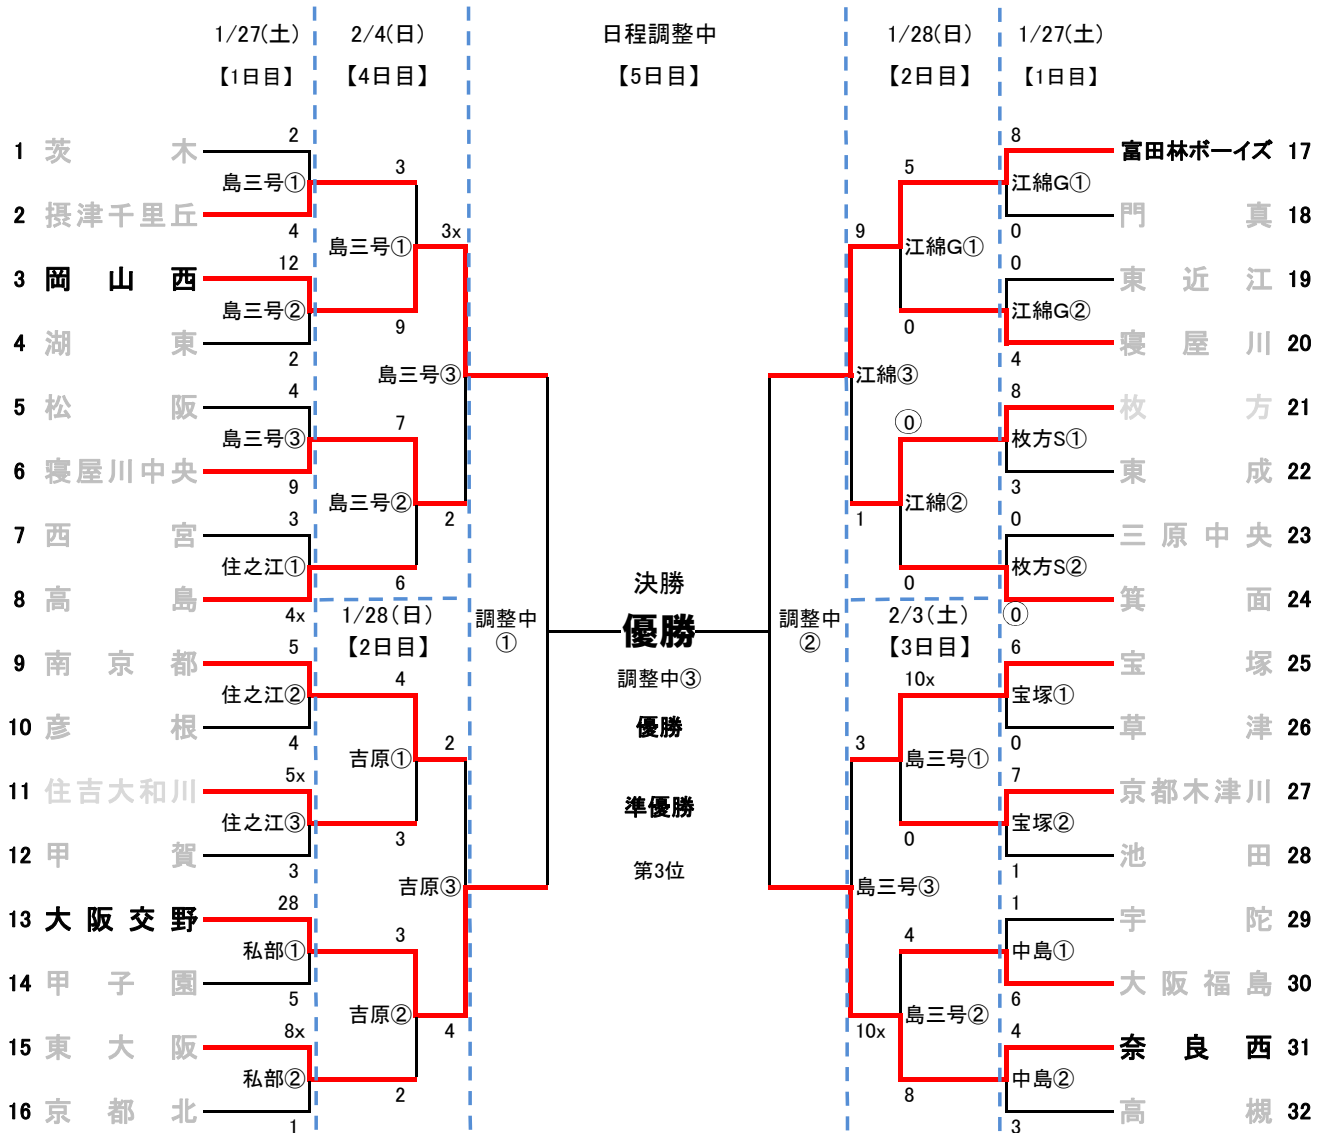 1/27(土) 2/4(日) 日程調整中 1/28(日) 1/27(土)
【1日目】 【4日目】 【5日目】 【2日目】 【1日目】
2 8
1 茨木 富田林ボーイズ 17
3 5
島三号① 江綿G①
2 摂津千里丘 門真 18
4 3x 9 0
島三号① 江綿G①
12 0
3 岡山西 東近江 19
島三号② 江綿G②
9 0
4 湖東 寝屋川 20
2 4
島三号③ 江綿③
4 8
5 松阪 枚方 21
7 ⓪
島三号③ 枚方S①
6 寝屋川中央 東成 22
9 3
島三号② 江綿②
3 2 1 0
7 西宮 三原中央 23
住之江① 枚方S②
6 決勝 0
8 高島 箕面 24
4x 1/28(日) 調整中 優勝 調整中 2/3(土) ⓪
① ②
【2日目】 【3日目】
5 6
9 南京都 宝塚 25
4 調整中③ 10x
住之江② 宝塚①
10 彦根 優勝 草津 26
4 2 3 0
吉原① 島三号①
5x 7
11 住吉大和川 京都木津川 27
準優勝
住之江③ 宝塚②
3 0
12 甲賀 池田 28
3 第3位 1
吉原③ 島三号③
28 1
13 大阪交野 宇陀 29
3 4
私部① 中島①
14 甲子園 大阪福島 30
5 6
吉原② 島三号②
8x 4 10x 4
15 東大阪 奈良西 31
私部② 中島②
2 8
16 京都北 高槻 32
1 3